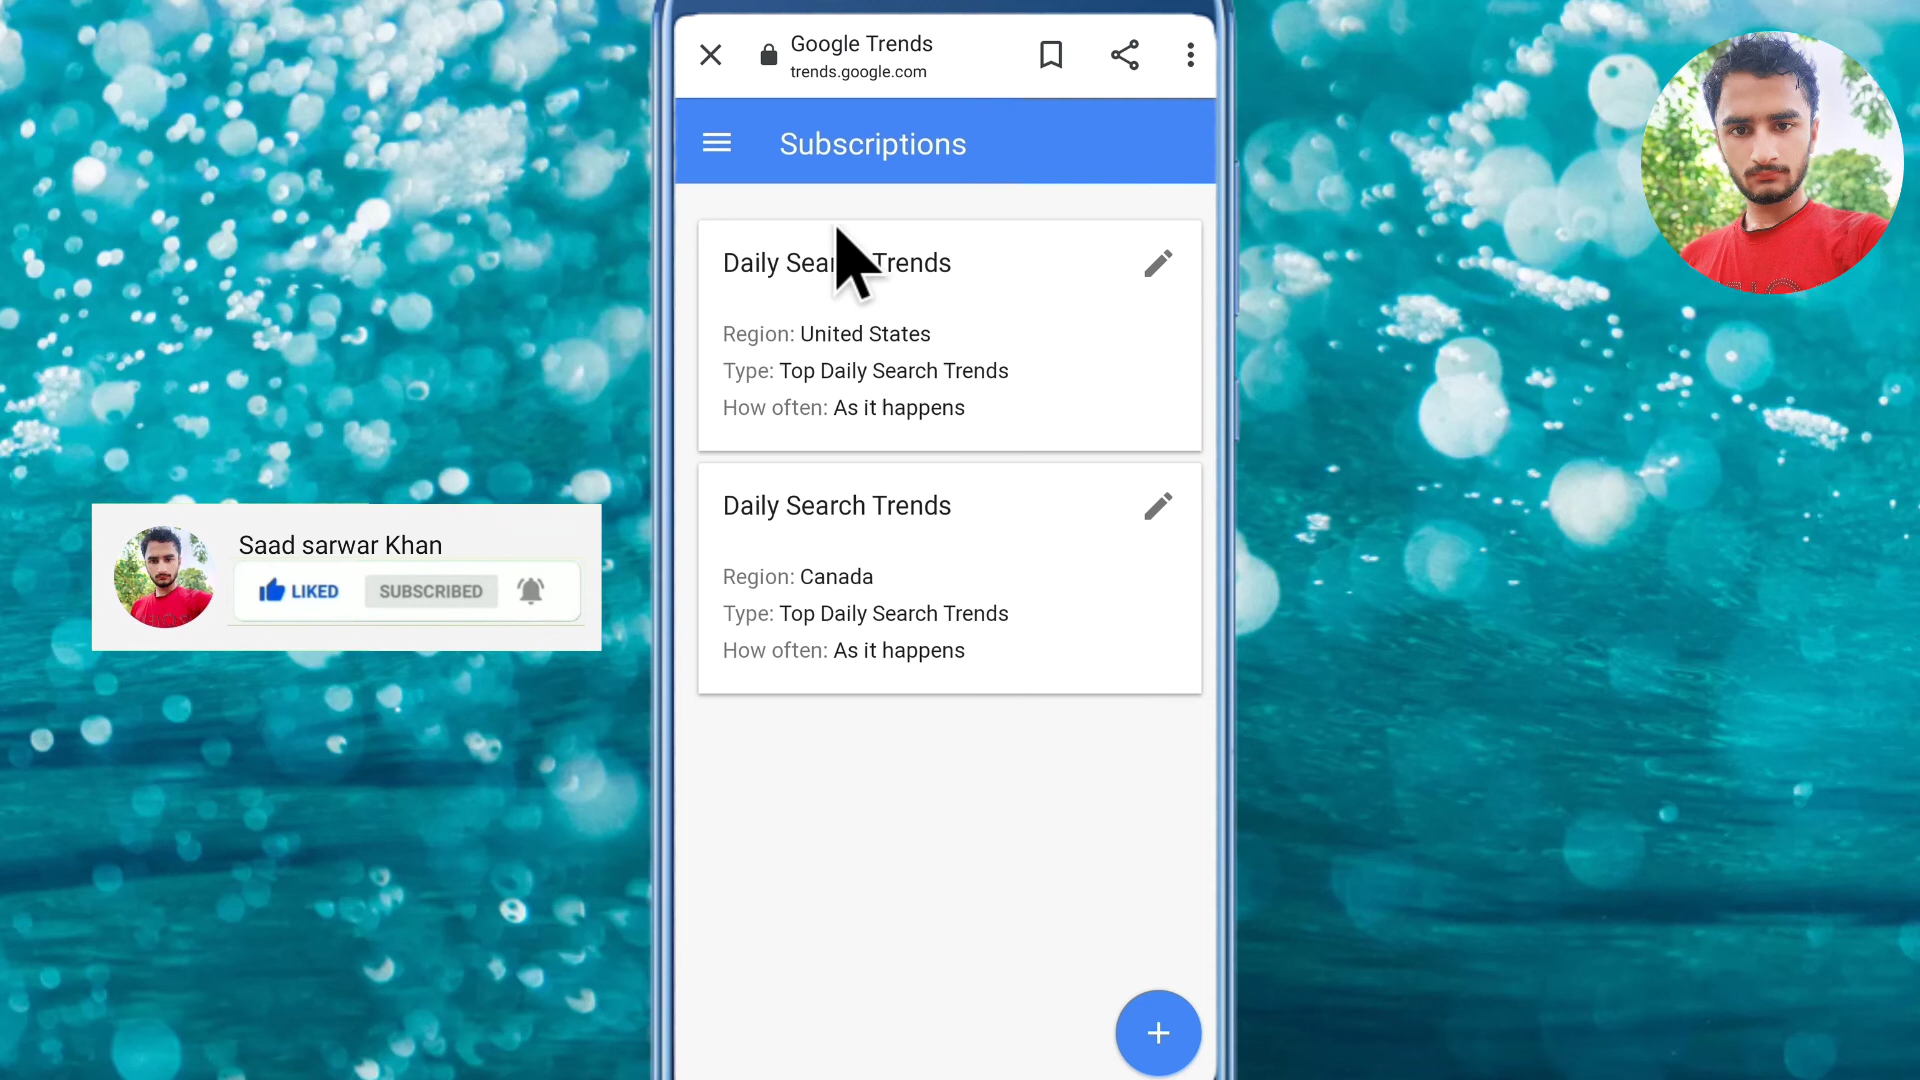 Google Trends
trends.google.com
Subscriptions
Daily Search Trends
Region: United States
Type: Top Daily Search Trends
How often: As it happens
Daily Search Trends
Region: Canada
Type: Top Daily Search Trends
How often: As it happens
Saad sarwar Khan
LIKED SUBSCRIBED